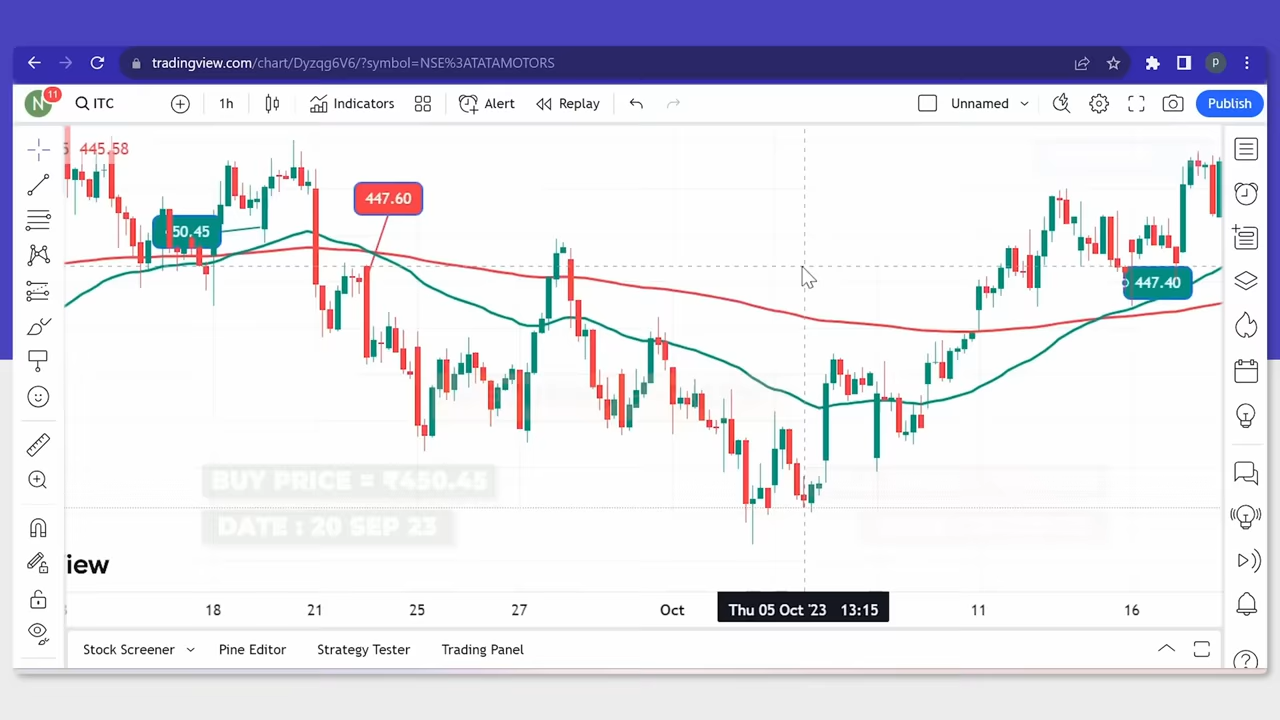 tradingview.com/chart/Dyzqg6V6/?symbol=NSE%3ATATAMOTORS
P
N 11 ITC 1h Indicators Alert Replay Unnamed Publish
445.58
447.60
50.45
447.40
BUY PRICE = ₹450.45
DATE : 20 SEP 23
iew
18 21 25 27 Oct Thu 05 Oct '23 13:15 11 16
Stock Screener Pine Editor Strategy Tester Trading Panel